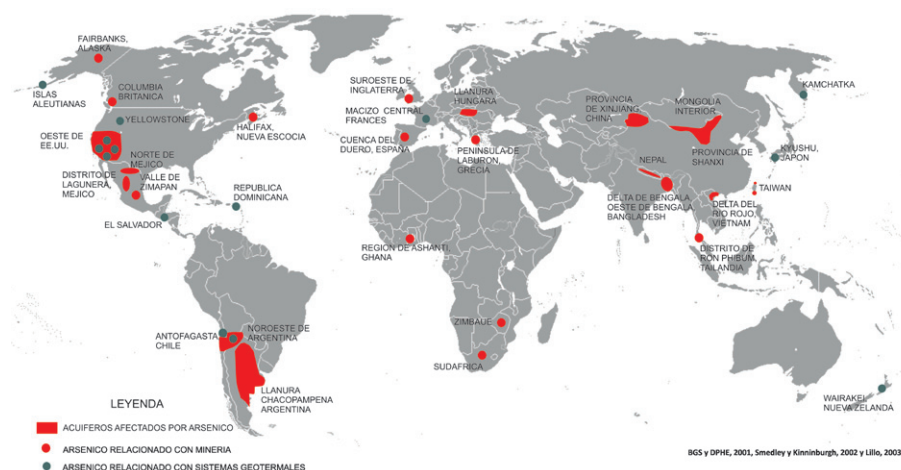 FAIRBANKS,
ALASKA
ISLAS
ALEUTIANAS
COLUMBIA
BRITANICA
YELLOWSTONE
HALIFAX,
NUEVA ESCOCIA
OESTE DE
EE.UU.
NORTE DE
MEJICO
DISTRITO DE
LAGUNERA,
MEJICO
VALLE DE
ZIMAPAN
REPUBLICA
DOMINICANA
EL SALVADOR
SUROESTE DE
INGLATERRA
LLANURA
HUNGARA
MACIZO CENTRAL
FRANCES
CUENCA DEL
DUERO, ESPAÑA
PENINSULA DE
LABURON,
GRECIA
PROVINCIA
DE XINJIANG,
CHINA
MONGOLIA
INTERIOR
KAMCHATKA
PROVINCIA DE
SHANXI
KYUSHU,
JAPON
NEPAL
TAIWAN
DELTA DE BENGALA,
OESTE DE BENGALA,
BANGLADESH
DELTA DEL
RIO ROJO,
VIETNAM
DISTRITO DE
RON PHIBUM,
TAILANDIA
REGION DE ASHANTI,
GHANA
ZIMBAUE
SUDAFRICA
ANTOFAGASTA,
CHILE
NOROESTE DE
ARGENTINA
LLANURA
CHACOPAMPENA
ARGENTINA
WAIRAKEI,
NUEVA ZELANDA
LEYENDA
ACUIFEROS AFECTADOS POR ARSENICO
ARSENICO RELACIONADO CON MINERIA
ARSENICO RELACIONADO CON SISTEMAS GEOTERMALES
BGS y DPHE, 2001, Smedley y Kinninburgh, 2002 y Lillo, 2003